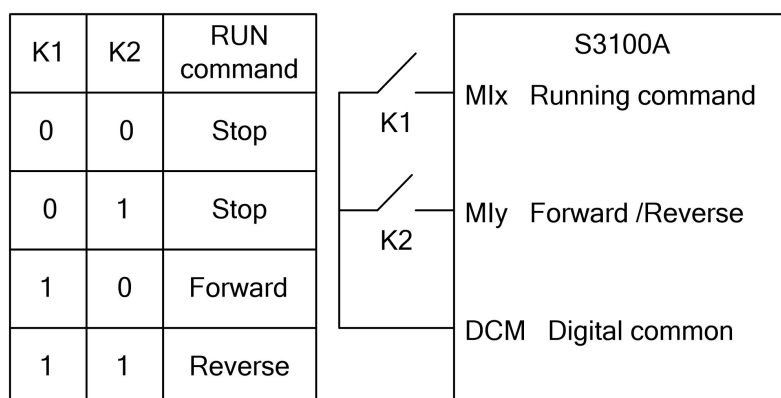 K1 K2 RUN command
0 0 Stop
0 1 Stop
1 0 Forward
1 1 Reverse
K1
K2
S3100A
MIx Running command
MIy Forward /Reverse
DCM Digital common